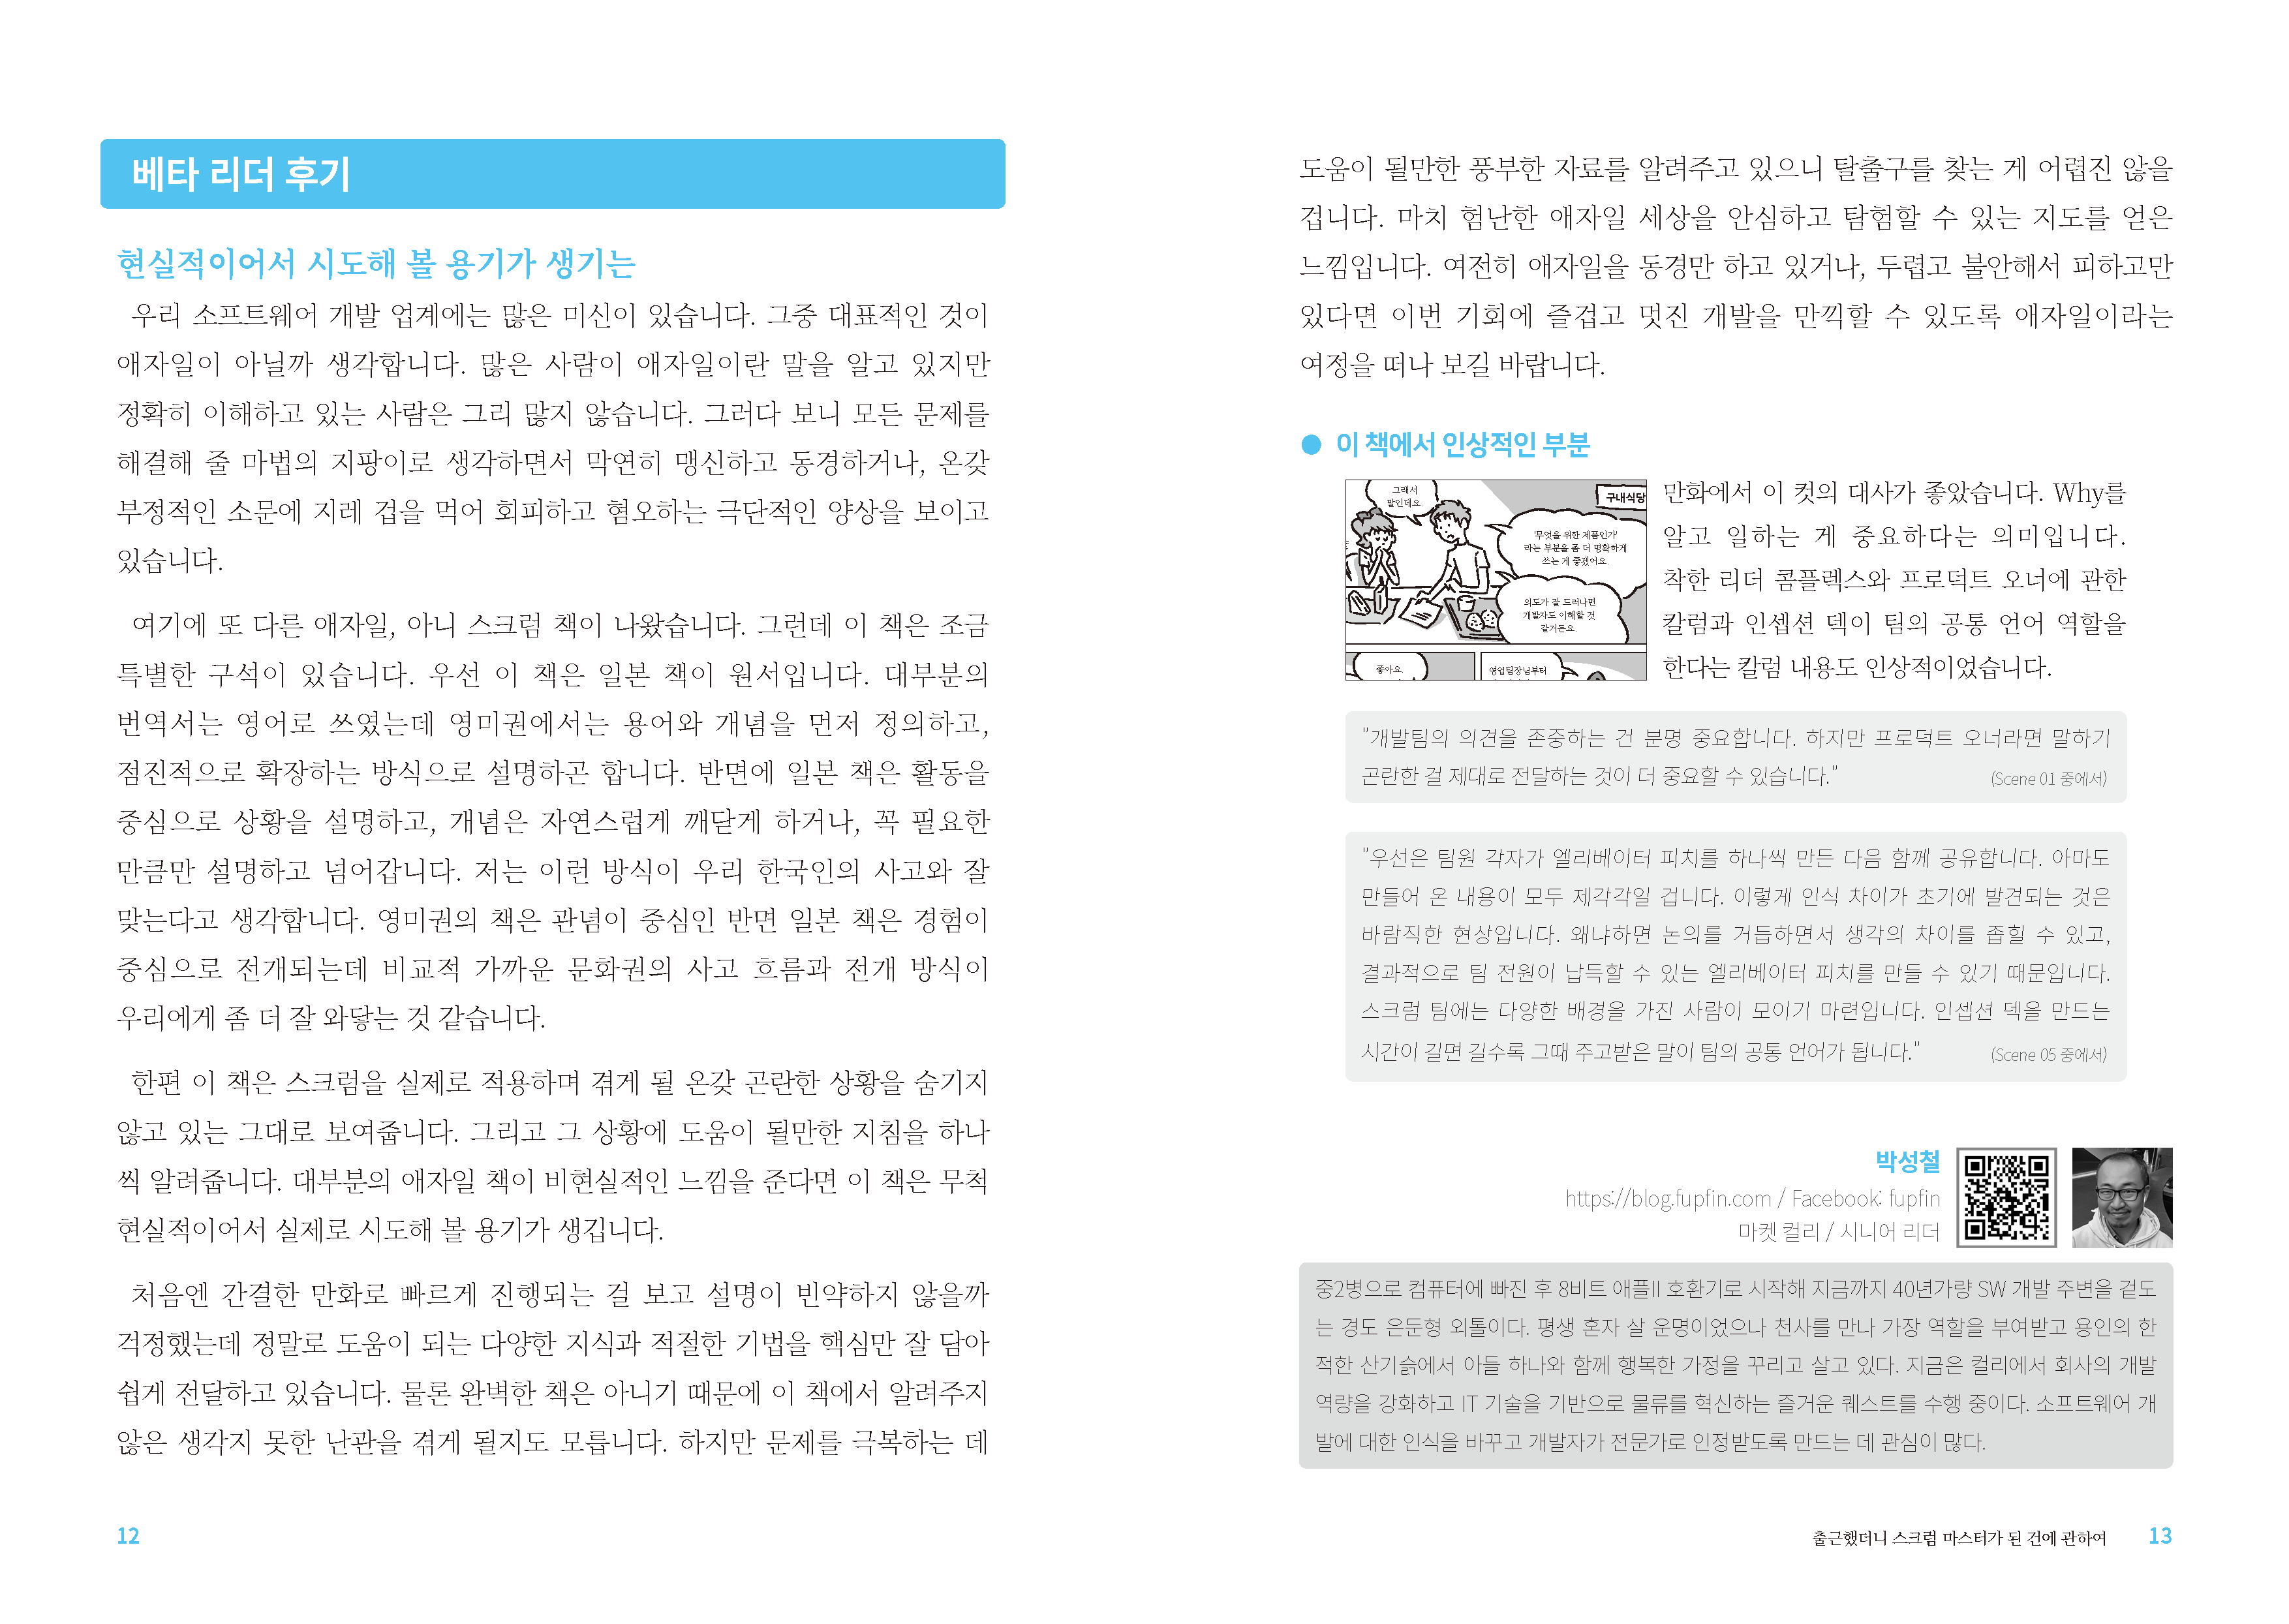 베타 리더 후기
현실적이어서 시도해 볼 용기가 생기는
우리 소프트웨어 개발 업계에는 많은 미신이 있습니다. 그중 대표적인 것이
애자일이 아닐까 생각합니다. 많은 사람이 애자일이란 말을 알고 있지만
정확히 이해하고 있는 사람은 그리 많지 않습니다. 그러다 보니 모든 문제를
해결해 줄 마법의 지팡이로 생각하면서 막연히 맹신하고 동경하거나, 온갖
부정적인 소문에 지레 겁을 먹어 회피하고 혐오하는 극단적인 양상을 보이고
있습니다.
여기에 또 다른 애자일, 아니 스크럼 책이 나왔습니다. 그런데 이 책은 조금
특별한 구석이 있습니다. 우선 이 책은 일본 책이 원서입니다. 대부분의
번역서는 영어로 쓰였는데 영미권에서는 용어와 개념을 먼저 정의하고,
점진적으로 확장하는 방식으로 설명하곤 합니다. 반면에 일본 책은 활동을
중심으로 상황을 설명하고, 개념은 자연스럽게 깨닫게 하거나, 꼭 필요한
만큼만 설명하고 넘어갑니다. 저는 이런 방식이 우리 한국인의 사고와 잘
맞는다고 생각합니다. 영미권의 책은 관념이 중심인 반면 일본 책은 경험이
중심으로 전개되는데 비교적 가까운 문화권의 사고 흐름과 전개 방식이
우리에게 좀 더 잘 와닿는 것 같습니다.
한편 이 책은 스크럼을 실제로 적용하며 겪게 될 온갖 곤란한 상황을 숨기지
않고 있는 그대로 보여줍니다. 그리고 그 상황에 도움이 될만한 지침을 하나
씩 알려줍니다. 대부분의 애자일 책이 비현실적인 느낌을 준다면 이 책은 무척
현실적이어서 실제로 시도해 볼 용기가 생깁니다.
처음엔 간결한 만화로 빠르게 진행되는 걸 보고 설명이 빈약하지 않을까
걱정했는데 정말로 도움이 되는 다양한 지식과 적절한 기법을 핵심만 잘 담아
쉽게 전달하고 있습니다. 물론 완벽한 책은 아니기 때문에 이 책에서 알려주지
않은 생각지 못한 난관을 겪게 될지도 모릅니다. 하지만 문제를 극복하는 데
12
도움이 될만한 풍부한 자료를 알려주고 있으니 탈출구를 찾는 게 어렵진 않을
겁니다. 마치 험난한 애자일 세상을 안심하고 탐험할 수 있는 지도를 얻은
느낌입니다. 여전히 애자일을 동경만 하고 있거나, 두렵고 불안해서 피하고만
있다면 이번 기회에 즐겁고 멋진 개발을 만끽할 수 있도록 애자일이라는
여정을 떠나 보길 바랍니다.
● 이 책에서 인상적인 부분
그래서
말인데요.
구내식당
'무엇을 위한 제품인가'
라는 부분을 좀 더 명확하게
쓰는 게 좋겠어요.
의도가 잘 드러나면
개발자도 이해할 것
같거든요.
좋아요.
영업팀장님부터
만화에서 이 컷의 대사가 좋았습니다. Why를
알고 일하는 게 중요하다는 의미입니다.
착한 리더 콤플렉스와 프로덕트 오너에 관한
칼럼과 인셉션 덱이 팀의 공통 언어 역할을
한다는 칼럼 내용도 인상적이었습니다.
"개발팀의 의견을 존중하는 건 분명 중요합니다. 하지만 프로덕트 오너라면 말하기
곤란한 걸 제대로 전달하는 것이 더 중요할 수 있습니다." (Scene 01 중에서)
"우선은 팀원 각자가 엘리베이터 피치를 하나씩 만든 다음 함께 공유합니다. 아마도
만들어 온 내용이 모두 제각각일 겁니다. 이렇게 인식 차이가 초기에 발견되는 것은
바람직한 현상입니다. 왜냐하면 논의를 거듭하면서 생각의 차이를 좁힐 수 있고,
결과적으로 팀 전원이 납득할 수 있는 엘리베이터 피치를 만들 수 있기 때문입니다.
스크럼 팀에는 다양한 배경을 가진 사람이 모이기 마련입니다. 인셉션 덱을 만드는
시간이 길면 길수록 그때 주고받은 말이 팀의 공통 언어가 됩니다." (Scene 05 중에서)
박성철
https://blog.fupfin.com / Facebook: fupfin
마켓 컬리 / 시니어 리더
중2병으로 컴퓨터에 빠진 후 8비트 애플II 호환기로 시작해 지금까지 40년가량 SW 개발 주변을 겉도
는 경도 은둔형 외톨이다. 평생 혼자 살 운명이었으나 천사를 만나 가장 역할을 부여받고 용인의 한
적한 산기슭에서 아들 하나와 함께 행복한 가정을 꾸리고 살고 있다. 지금은 컬리에서 회사의 개발
역량을 강화하고 IT 기술을 기반으로 물류를 혁신하는 즐거운 퀘스트를 수행 중이다. 소프트웨어 개
발에 대한 인식을 바꾸고 개발자가 전문가로 인정받도록 만드는 데 관심이 많다.
출근했더니 스크럼 마스터가 된 건에 관하여 13